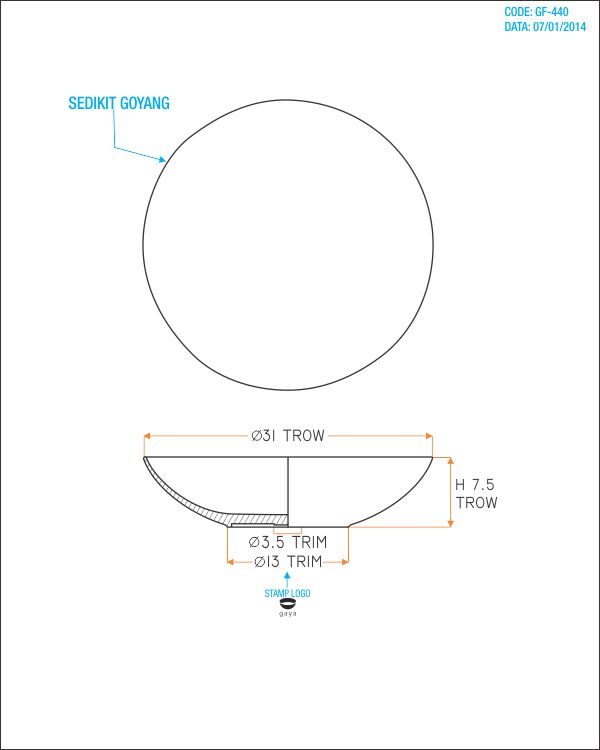 CODE: GF-440
DATA: 07/01/2014
SEDIKIT GOYANG
Ø31 TROW
H 7.5
TROW
Ø3.5 TRIM
Ø13 TRIM
STAMP LOGO
gaya